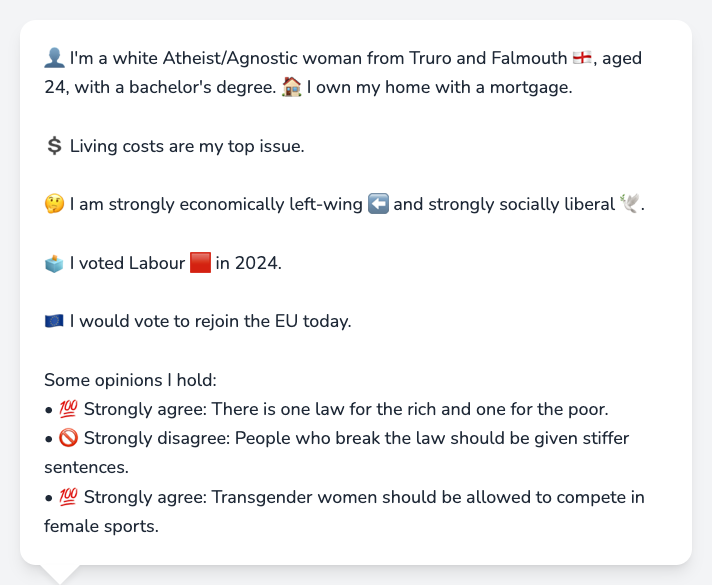 👤 I'm a white Atheist/Agnostic woman from Truro and Falmouth 🏴󠁧󠁢󠁥󠁮󠁧󠁿, aged
24, with a bachelor's degree. 🏠 I own my home with a mortgage.
💲 Living costs are my top issue.
🤔 I am strongly economically left-wing ⬅️ and strongly socially liberal 🕊️.
🗳️ I voted Labour 🟥 in 2024.
🇪🇺 I would vote to rejoin the EU today.
Some opinions I hold:
• 💯 Strongly agree: There is one law for the rich and one for the poor.
• 🚫 Strongly disagree: People who break the law should be given stiffer
sentences.
• 💯 Strongly agree: Transgender women should be allowed to compete in
female sports.